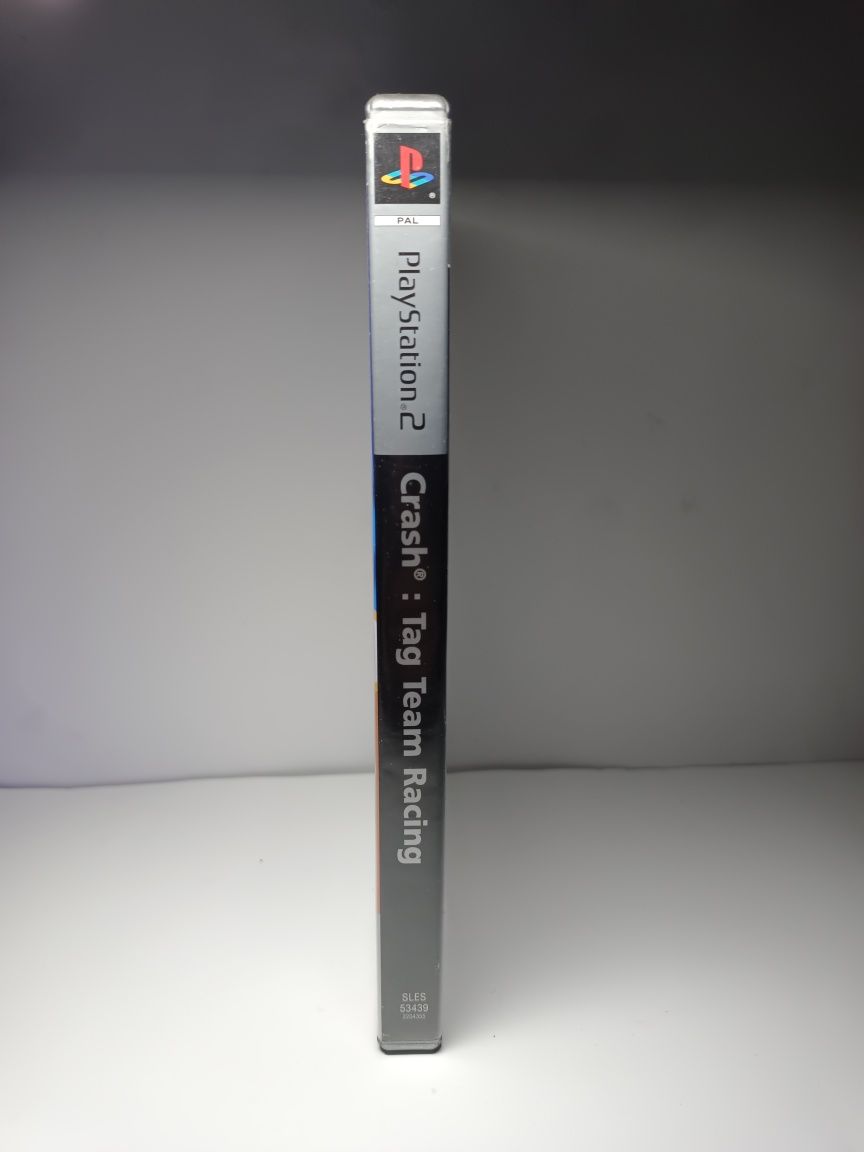 PAL
PlayStation®2
Crash® : Tag Team Racing
SLES
53439